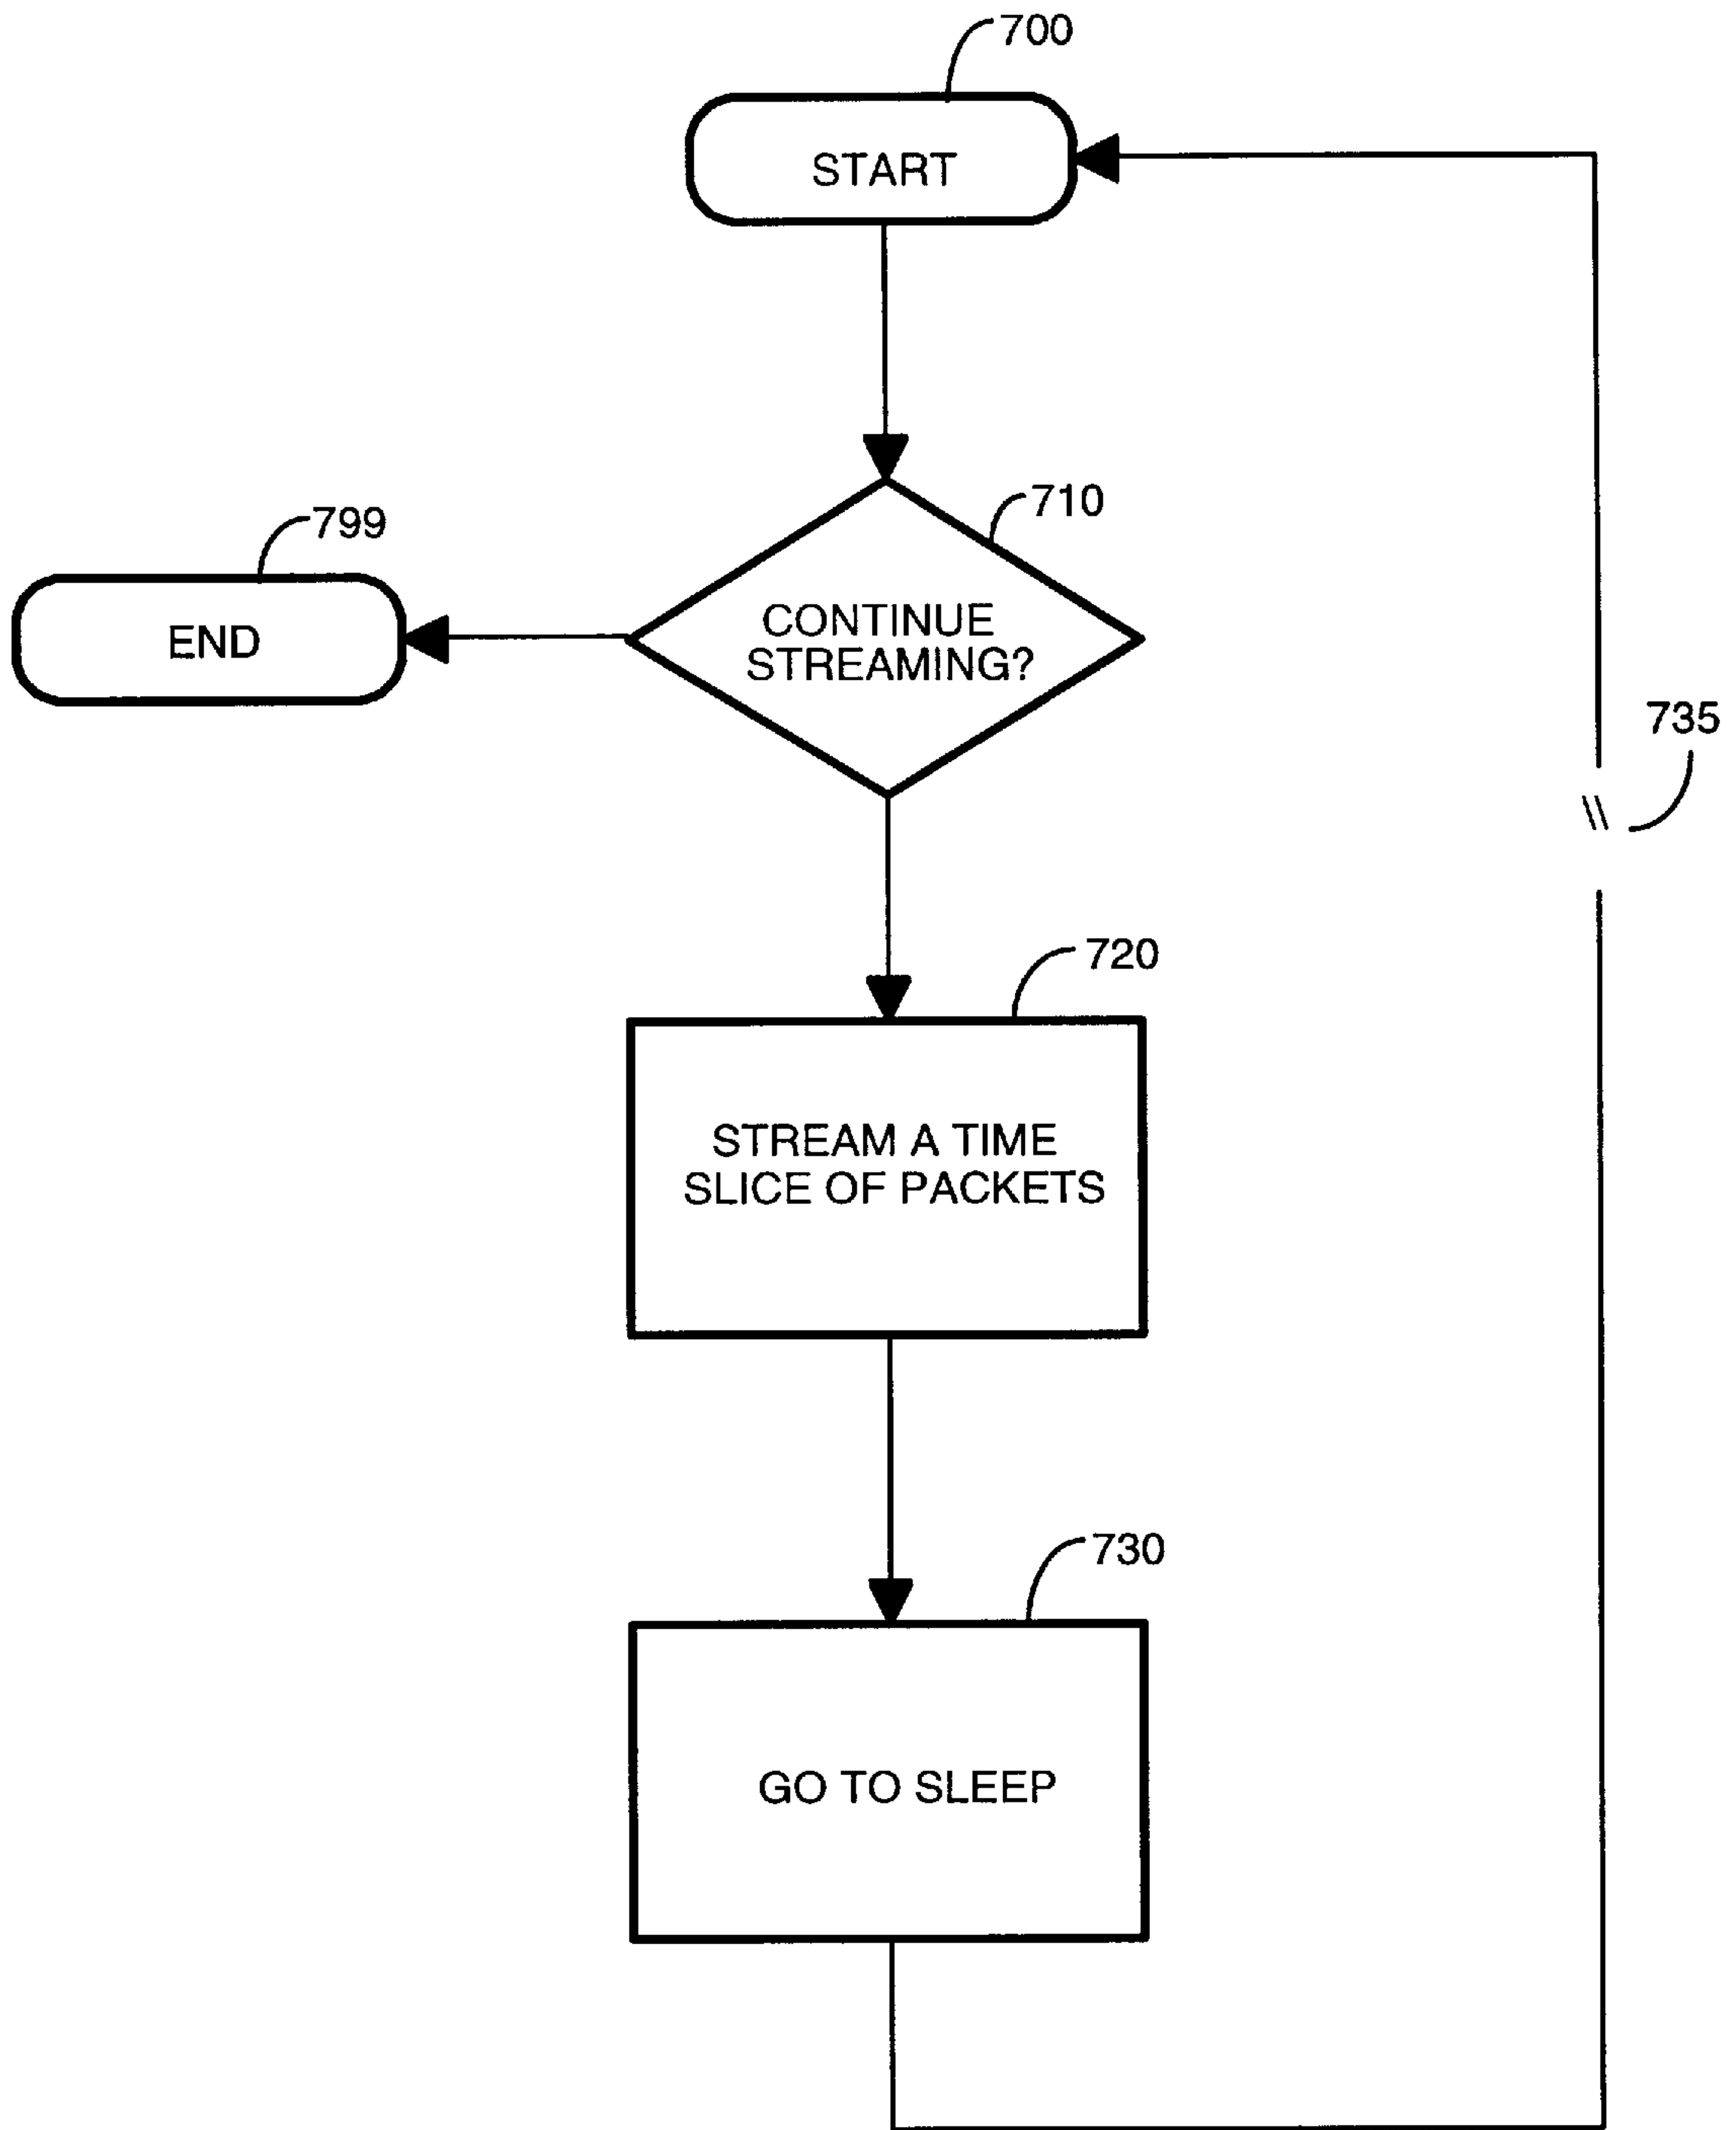 700
START
710
799
CONTINUE
STREAMING?
END
735
720
STREAM A TIME
SLICE OF PACKETS
730
GO TO SLEEP